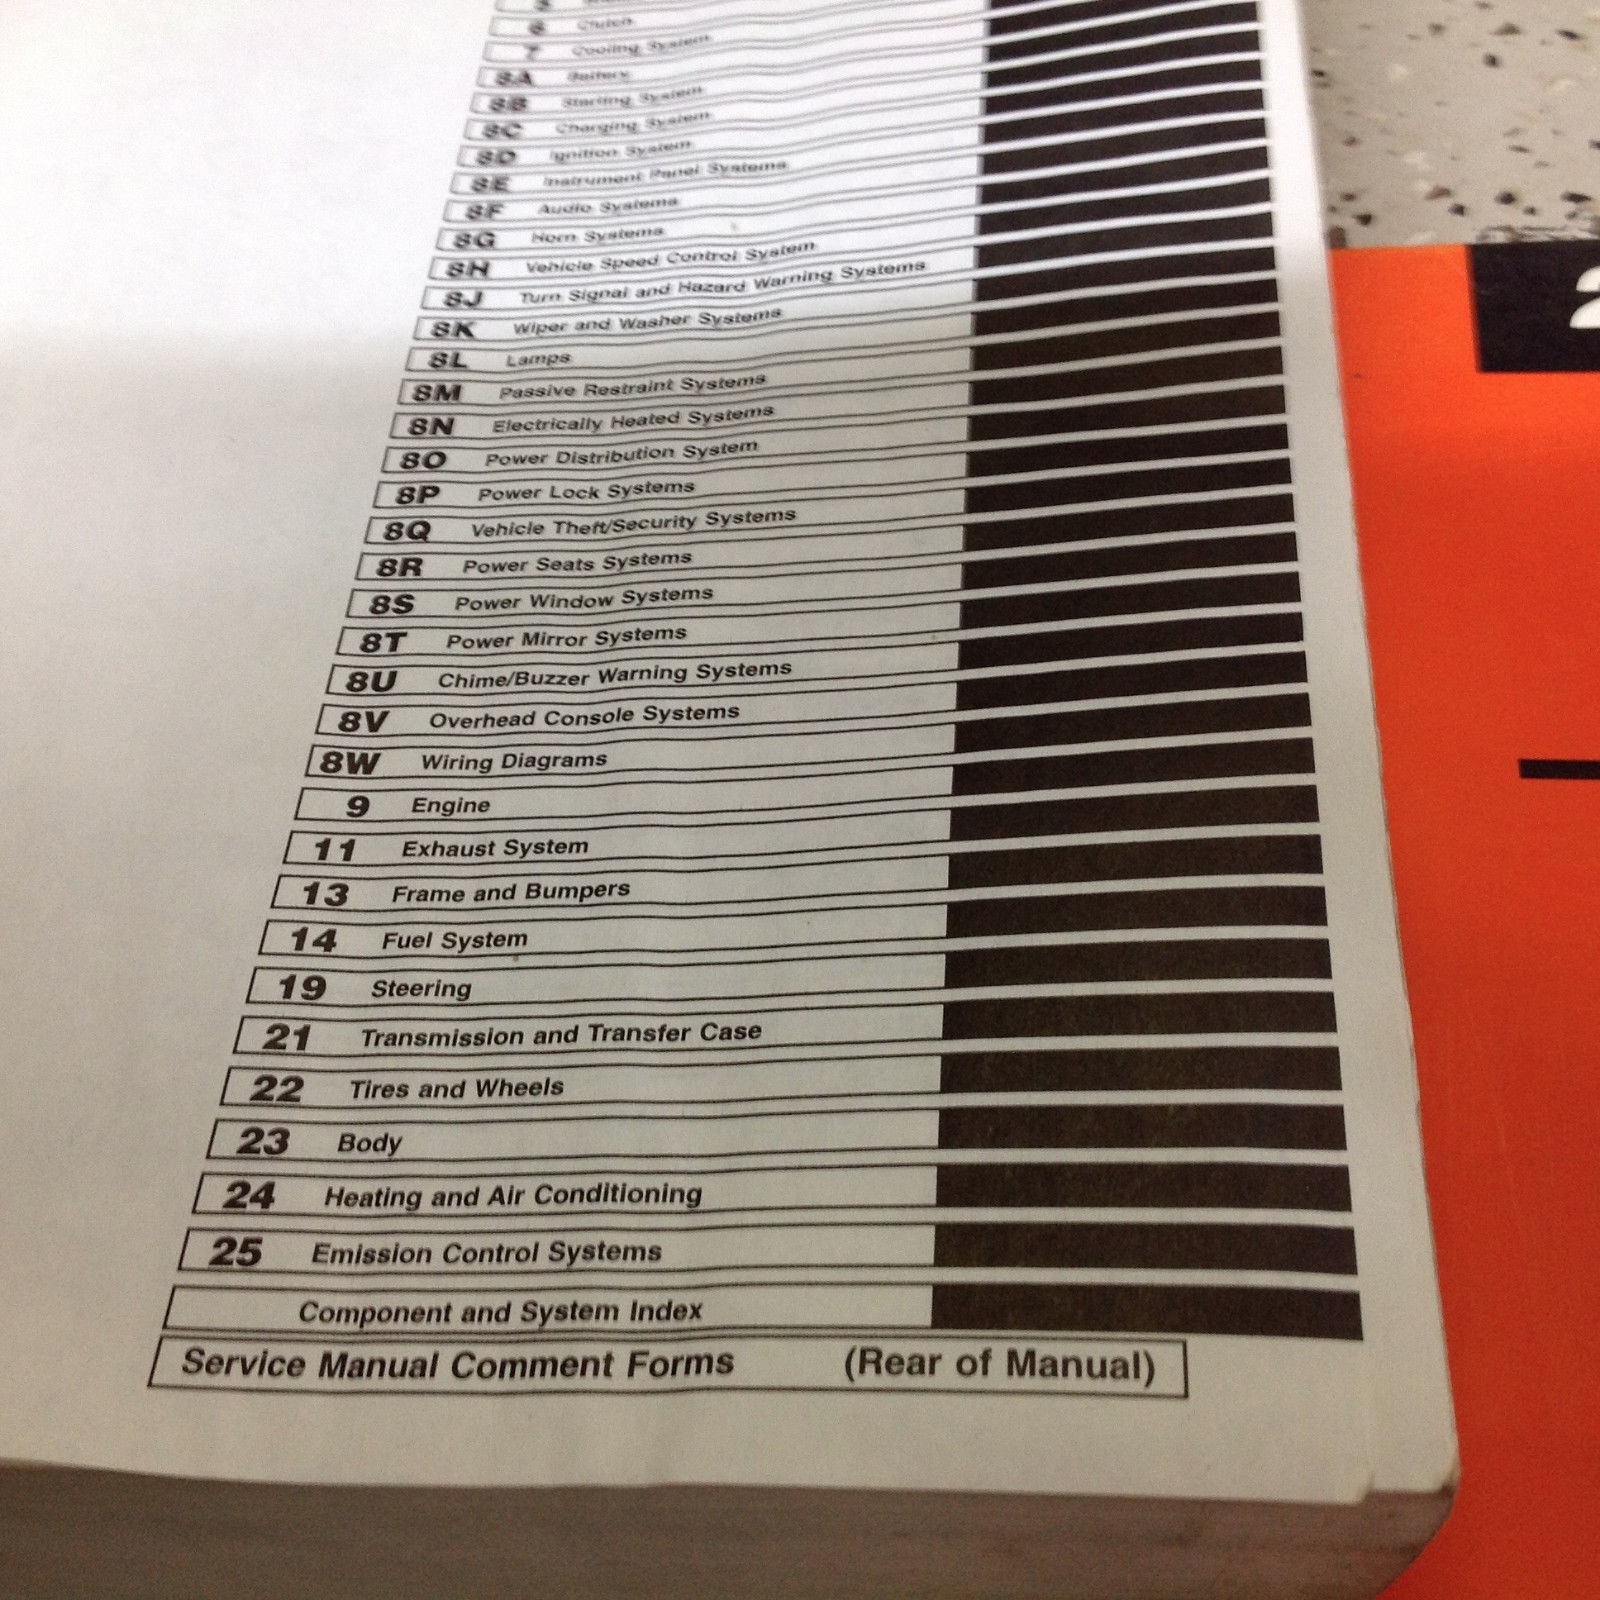 6 Clutch
7 Cooling System
8A Battery
8B Starting System
8C Charging System
8D Ignition System
8E Instrument Panel Systems
8F Audio Systems
8G Horn Systems
8H Vehicle Speed Control System
8J Turn Signal and Hazard Warning Systems
8K Wiper and Washer Systems
8L Lamps
8M Passive Restraint Systems
8N Electrically Heated Systems
8O Power Distribution System
8P Power Lock Systems
8Q Vehicle Theft/Security Systems
8R Power Seats Systems
8S Power Window Systems
8T Power Mirror Systems
8U Chime/Buzzer Warning Systems
8V Overhead Console Systems
8W Wiring Diagrams
9 Engine
11 Exhaust System
13 Frame and Bumpers
14 Fuel System
19 Steering
21 Transmission and Transfer Case
22 Tires and Wheels
23 Body
24 Heating and Air Conditioning
25 Emission Control Systems
Component and System Index
Service Manual Comment Forms (Rear of Manual)